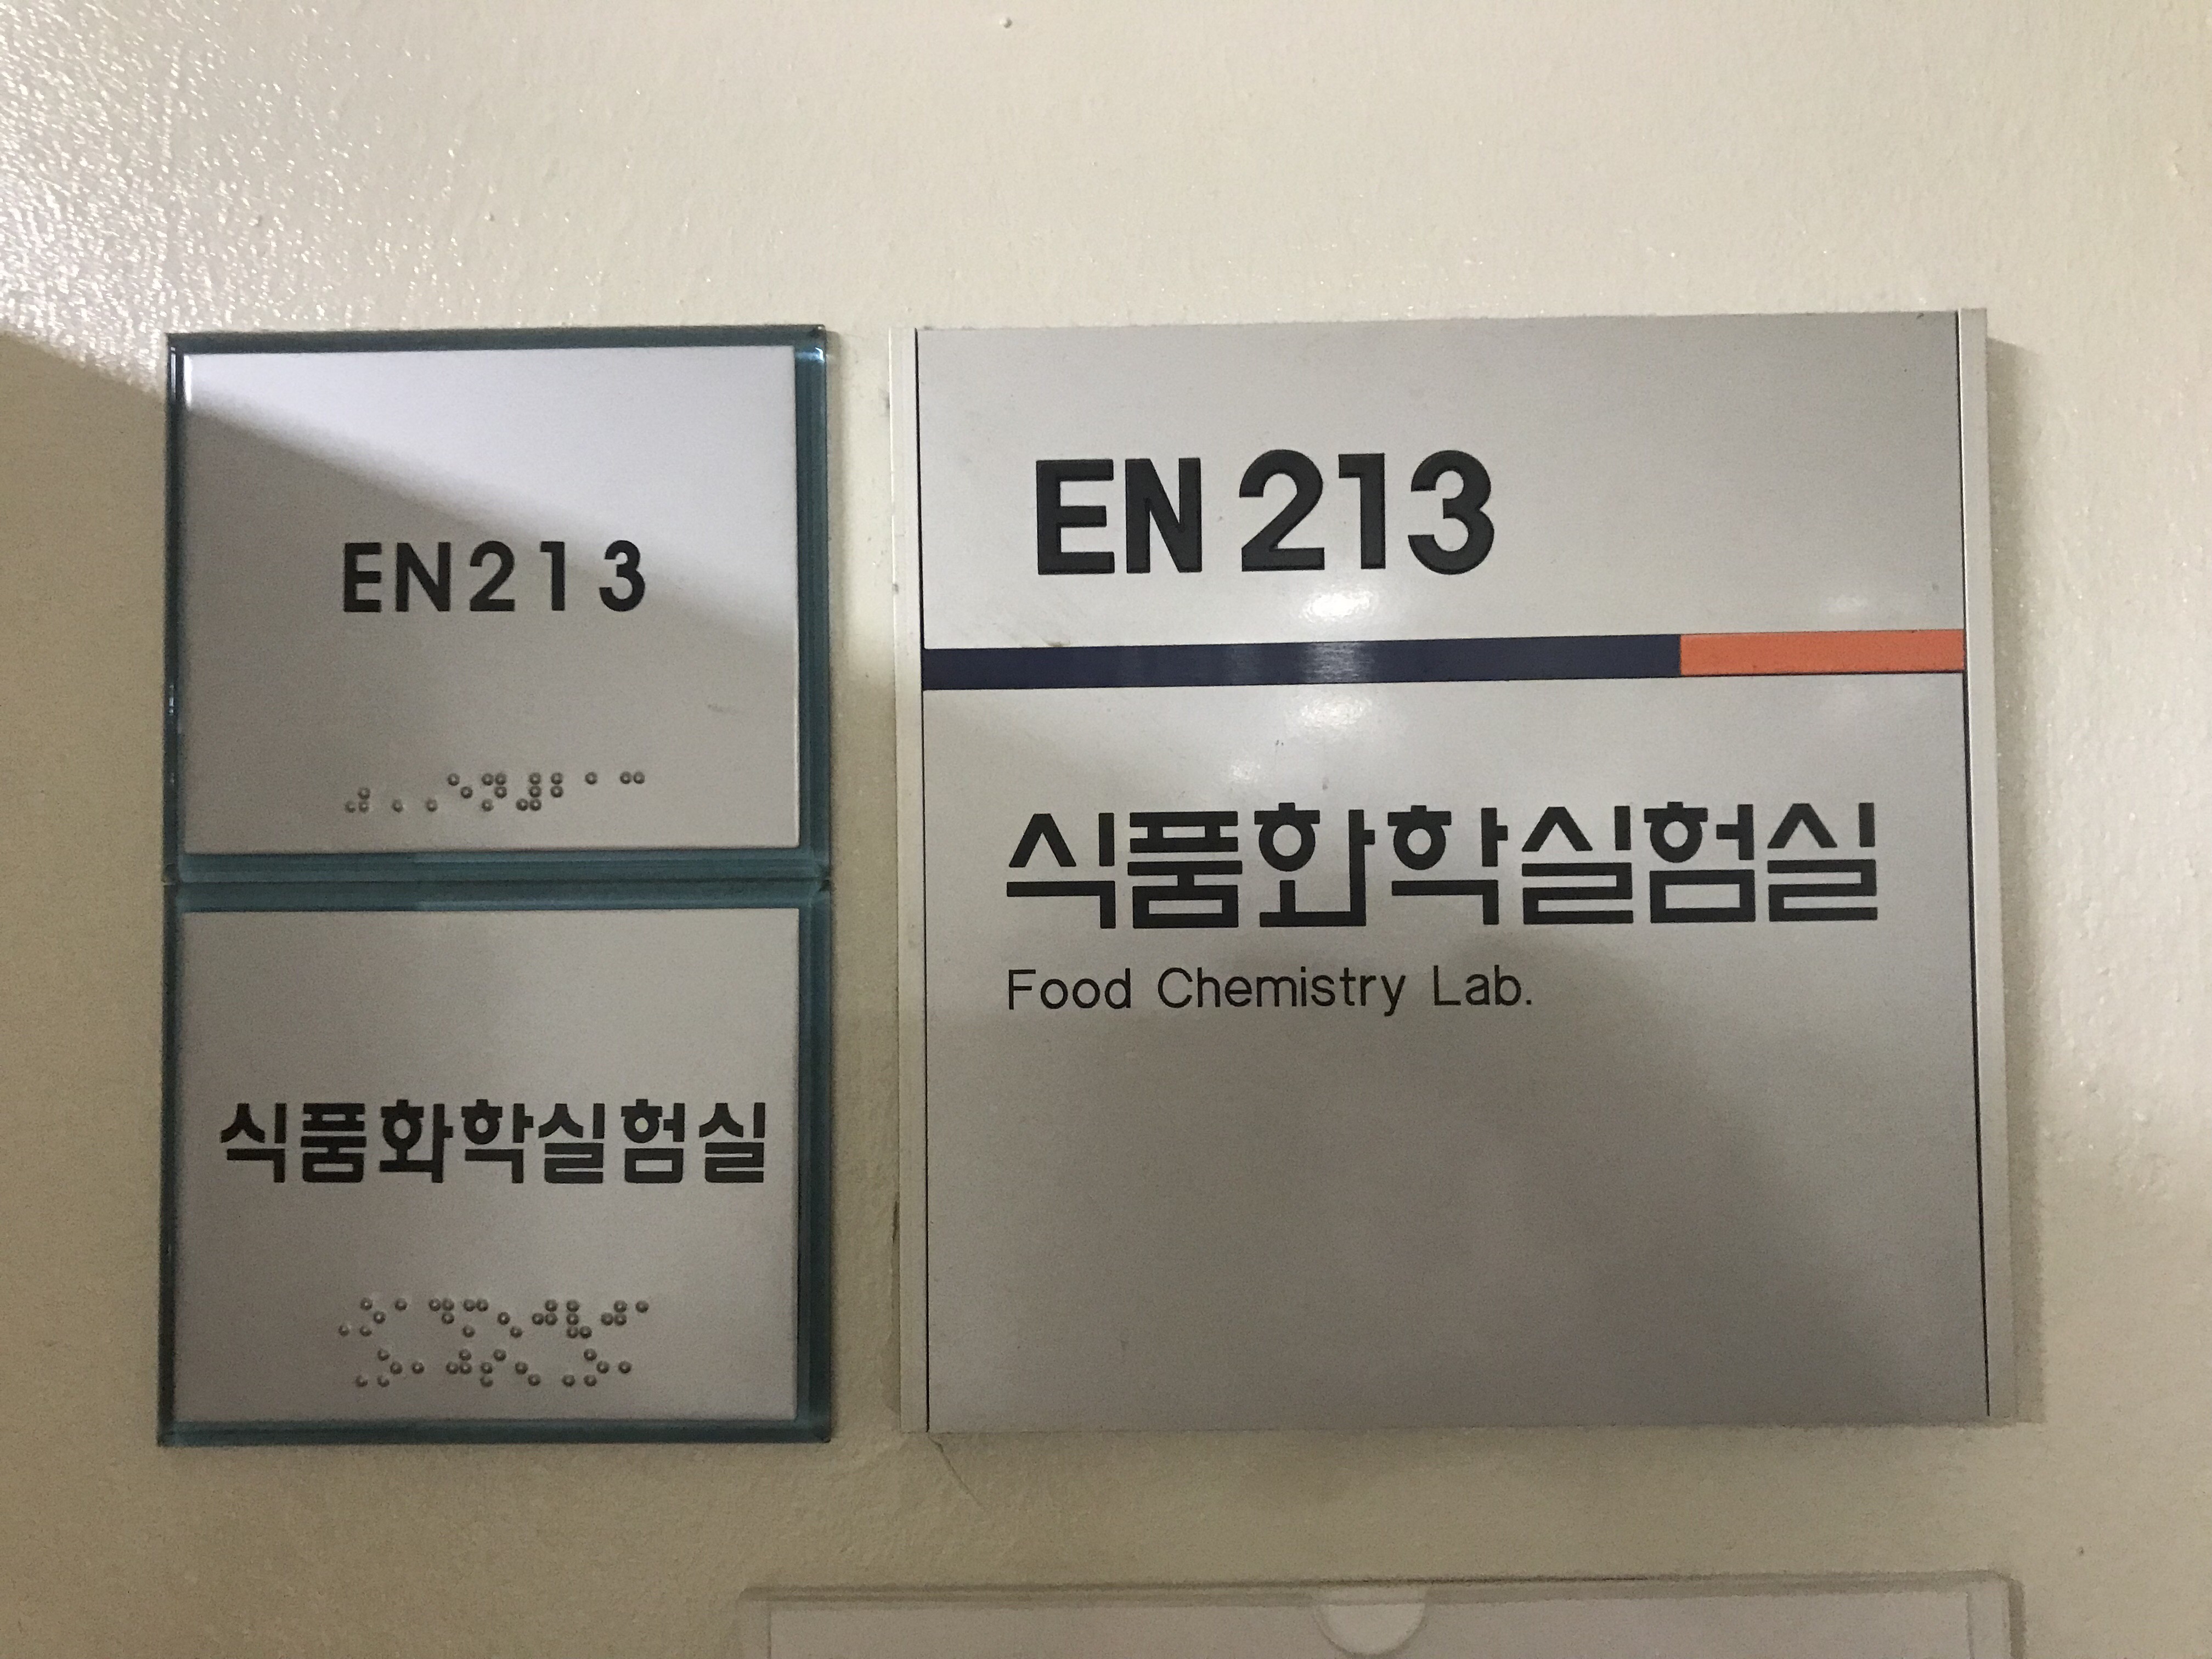 EN213
식품화학실험실
EN 213
식품화학실험실
Food Chemistry Lab.